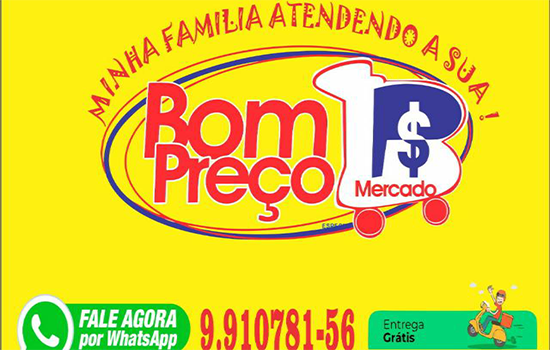 MINHA FAMILIA ATENDENDO A SUA !
Bom
Preço
P$
Mercado
FALE AGORA
por WhatsApp
9.910781-56
Entrega
Grátis